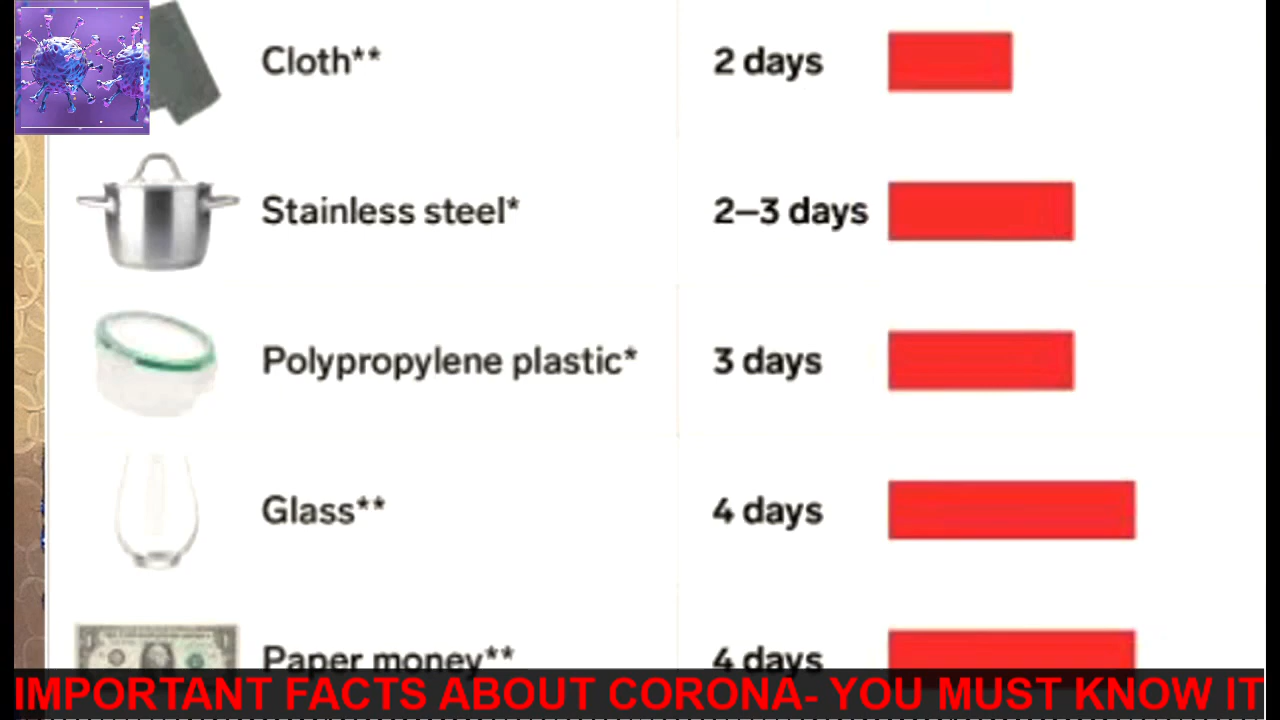 Cloth** 2 days
Stainless steel* 2–3 days
Polypropylene plastic* 3 days
Glass** 4 days
Paper money** 4 days
IMPORTANT FACTS ABOUT CORONA- YOU MUST KNOW IT